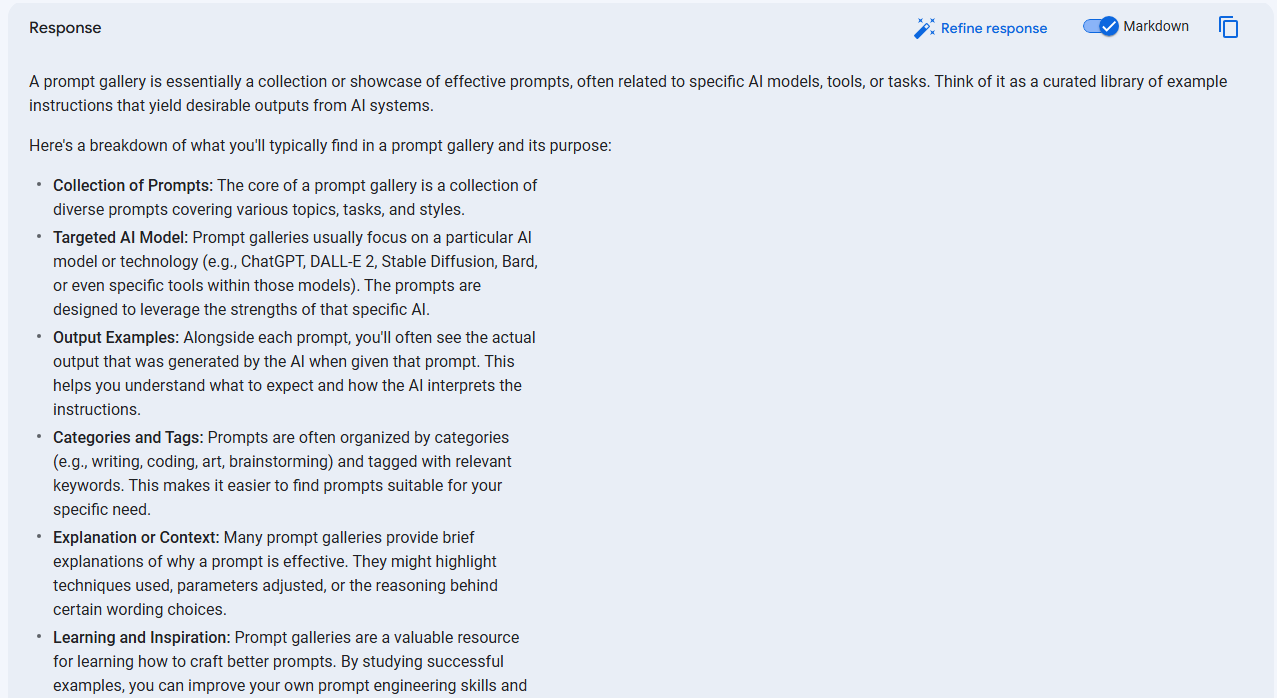 Response
Refine response
Markdown
A prompt gallery is essentially a collection or showcase of effective prompts, often related to specific AI models, tools, or tasks. Think of it as a curated library of example
instructions that yield desirable outputs from AI systems.
Here's a breakdown of what you'll typically find in a prompt gallery and its purpose:
• Collection of Prompts: The core of a prompt gallery is a collection of
diverse prompts covering various topics, tasks, and styles.
• Targeted AI Model: Prompt galleries usually focus on a particular AI
model or technology (e.g., ChatGPT, DALL-E 2, Stable Diffusion, Bard,
or even specific tools within those models). The prompts are
designed to leverage the strengths of that specific AI.
• Output Examples: Alongside each prompt, you'll often see the actual
output that was generated by the AI when given that prompt. This
helps you understand what to expect and how the AI interprets the
instructions.
• Categories and Tags: Prompts are often organized by categories
(e.g., writing, coding, art, brainstorming) and tagged with relevant
keywords. This makes it easier to find prompts suitable for your
specific need.
• Explanation or Context: Many prompt galleries provide brief
explanations of why a prompt is effective. They might highlight
techniques used, parameters adjusted, or the reasoning behind
certain wording choices.
• Learning and Inspiration: Prompt galleries are a valuable resource
for learning how to craft better prompts. By studying successful
examples, you can improve your own prompt engineering skills and